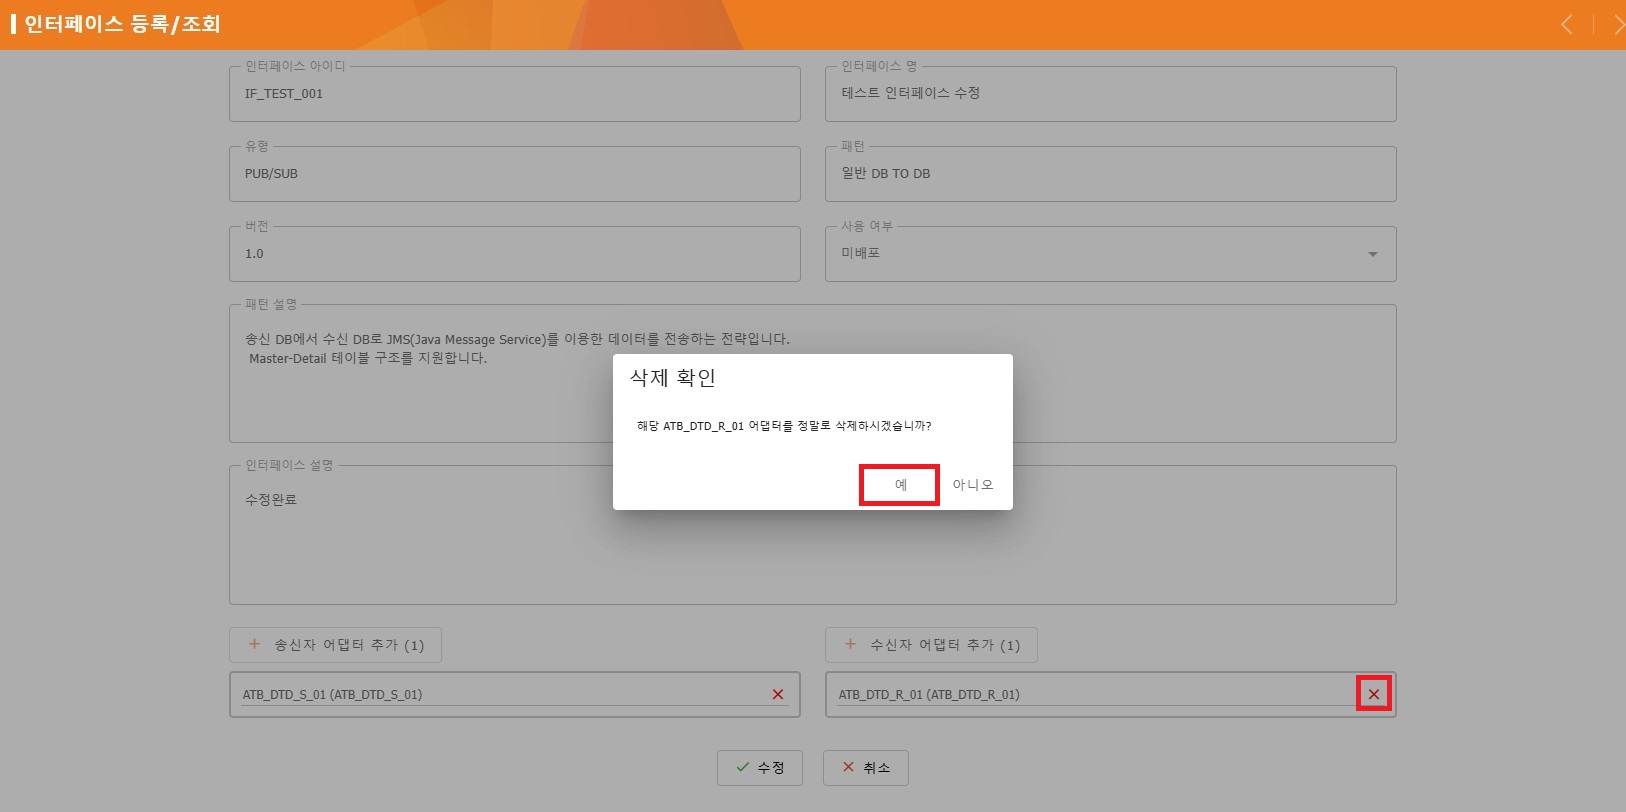 인터페이스 등록/조회
인터페이스 아이디
IF_TEST_001
인터페이스 명
테스트 인터페이스 수정
유형
PUB/SUB
패턴
일반 DB TO DB
버전
1.0
사용 여부
미배포
패턴 설명
송신 DB에서 수신 DB로 JMS(Java Message Service)를 이용한 데이터를 전송하는 전략입니다.
Master-Detail 테이블 구조를 지원합니다.
삭제 확인
해당 ATB_DTD_R_01 어댑터를 정말로 삭제하시겠습니까?
예
아니오
인터페이스 설명
수정완료
송신자 어댑터 추가 (1)
수신자 어댑터 추가 (1)
ATB_DTD_S_01 (ATB_DTD_S_01)
ATB_DTD_R_01 (ATB_DTD_R_01)
수정
취소